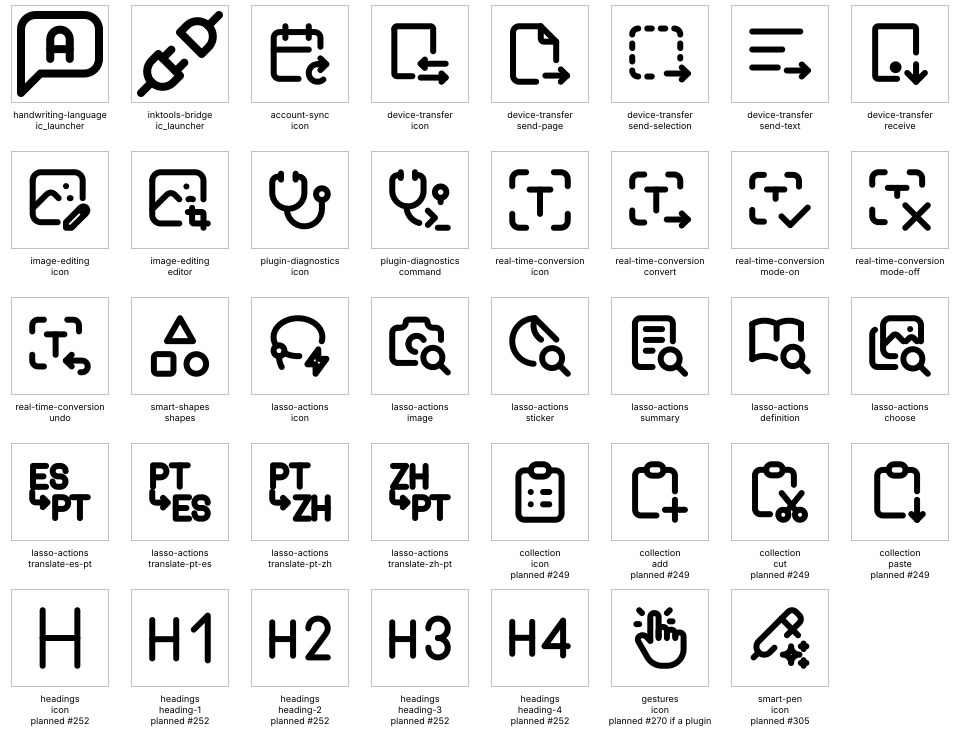 A
handwriting-language
ic_launcher
inktools-bridge
ic_launcher
account-sync
icon
device-transfer
icon
device-transfer
send-page
device-transfer
send-selection
device-transfer
send-text
device-transfer
receive
T
T
T
T
image-editing
icon
image-editing
editor
plugin-diagnostics
icon
plugin-diagnostics
command
real-time-conversion
icon
real-time-conversion
convert
real-time-conversion
mode-on
real-time-conversion
mode-off
T
real-time-conversion
undo
smart-shapes
shapes
lasso-actions
icon
lasso-actions
image
lasso-actions
sticker
lasso-actions
summary
lasso-actions
definition
lasso-actions
choose
ES
PT
PT
ES
PT
ZH
ZH
PT
lasso-actions
translate-es-pt
lasso-actions
translate-pt-es
lasso-actions
translate-pt-zh
lasso-actions
translate-zh-pt
collection
icon
planned #249
collection
add
planned #249
collection
cut
planned #249
collection
paste
planned #249
H
H1
H2
H3
H4
headings
icon
planned #252
headings
heading-1
planned #252
headings
heading-2
planned #252
headings
heading-3
planned #252
headings
heading-4
planned #252
gestures
icon
planned #270 if a plugin
smart-pen
icon
planned #305